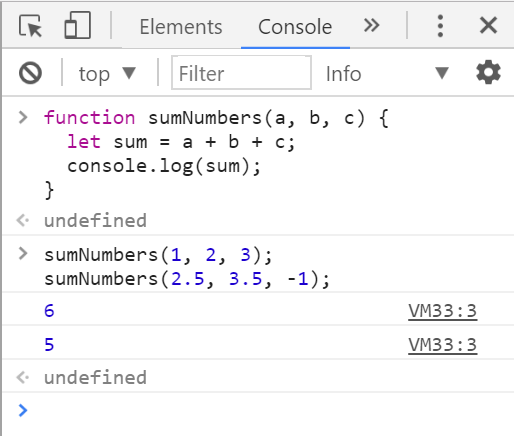 Elements Console »
top ▼ Filter Info ▼
> function sumNumbers(a, b, c) {
let sum = a + b + c;
console.log(sum);
}
undefined
> sumNumbers(1, 2, 3);
sumNumbers(2.5, 3.5, -1);
6 VM33:3
5 VM33:3
undefined
>